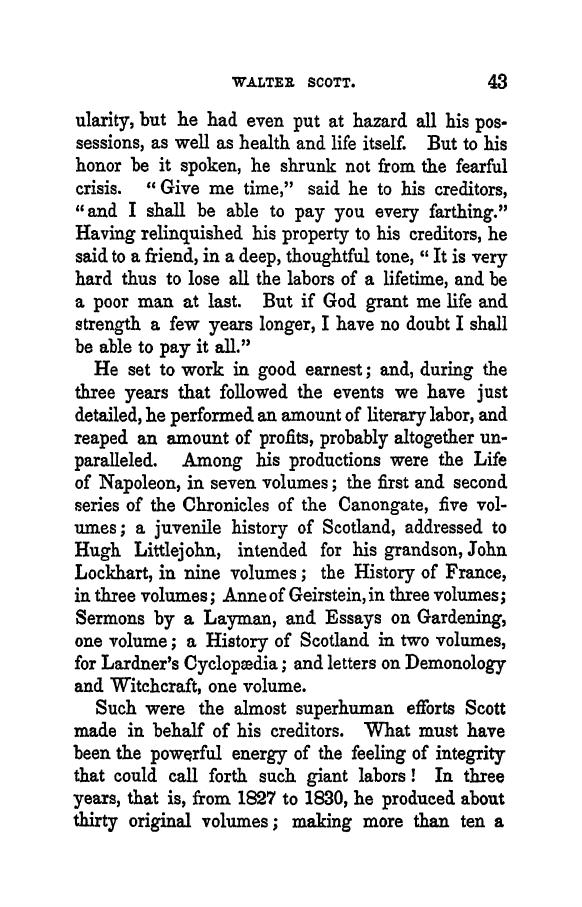 WALTER SCOTT. 43
ularity, but he had even put at hazard all his pos-
sessions, as well as health and life itself. But to his
honor be it spoken, he shrunk not from the fearful
crisis. "Give me time," said he to his creditors,
"and I shall be able to pay you every farthing."
Having relinquished his property to his creditors, he
said to a friend, in a deep, thoughtful tone, "It is very
hard thus to lose all the labors of a lifetime, and be
a poor man at last. But if God grant me life and
strength a few years longer, I have no doubt I shall
be able to pay it all."
He set to work in good earnest; and, during the
three years that followed the events we have just
detailed, he performed an amount of literary labor, and
reaped an amount of profits, probably altogether un-
paralleled. Among his productions were the Life
of Napoleon, in seven volumes; the first and second
series of the Chronicles of the Canongate, five vol-
umes; a juvenile history of Scotland, addressed to
Hugh Littlejohn, intended for his grandson, John
Lockhart, in nine volumes; the History of France,
in three volumes; Anne of Geirstein, in three volumes;
Sermons by a Layman, and Essays on Gardening,
one volume; a History of Scotland in two volumes,
for Lardner's Cyclopædia; and letters on Demonology
and Witchcraft, one volume.
Such were the almost superhuman efforts Scott
made in behalf of his creditors. What must have
been the powerful energy of the feeling of integrity
that could call forth such giant labors! In three
years, that is, from 1827 to 1830, he produced about
thirty original volumes; making more than ten a